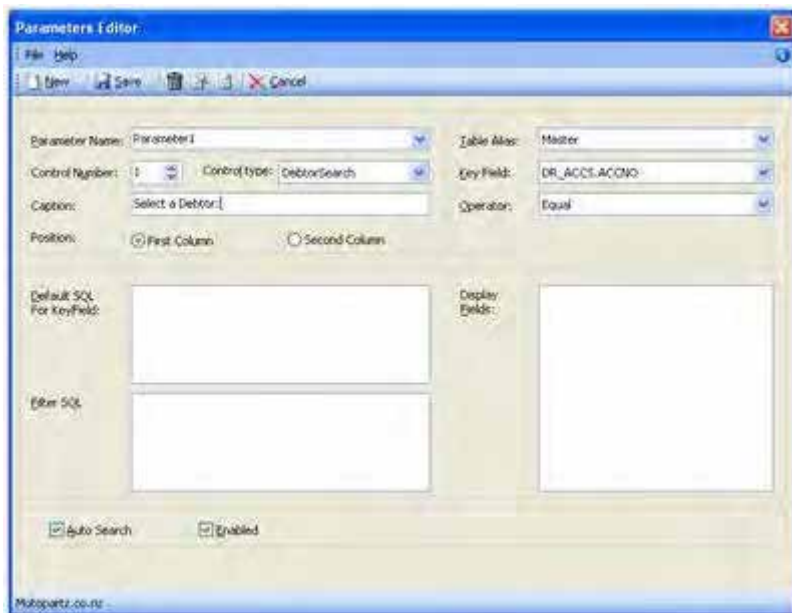 Parameters Editor
File Help
New Save Cancel
Parameter Name: Parameter1 Table Alias: Master
Control Number: 1 Control type: DebtorSearch Key Field: DR_ACCS.ACCNO
Caption: Select a Debtor:[ Operator: Equal
Position: First Column Second Column
Default SQL
For KeyField:
Display
Fields:
Filter SQL
Auto Search Enabled
Motopartz.co.nz